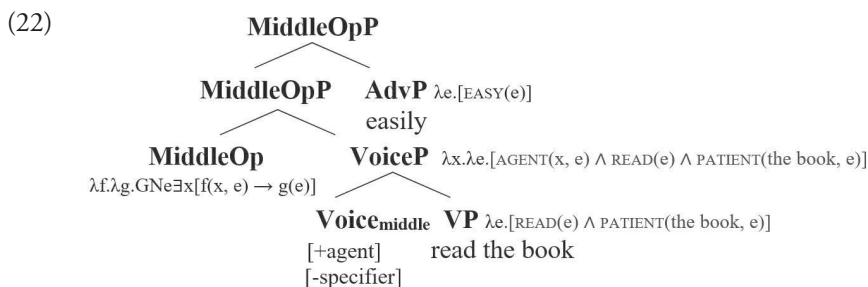 (22)
MiddleOpP
MiddleOpP AdvP λe.[EASY(e)]
easily
MiddleOp VoiceP λx.λe.[AGENT(x, e) ∧ READ(e) ∧ PATIENT(the book, e)]
λf.λg.GNe∃x[f(x, e) → g(e)]
Voicemiddle VP λe.[READ(e) ∧ PATIENT(the book, e)]
[+agent] read the book
[-specifier]